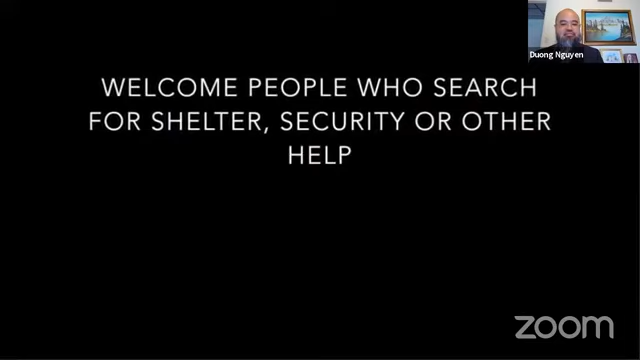 Duong Nguyen
WELCOME PEOPLE WHO SEARCH
FOR SHELTER, SECURITY OR OTHER
HELP
zoom